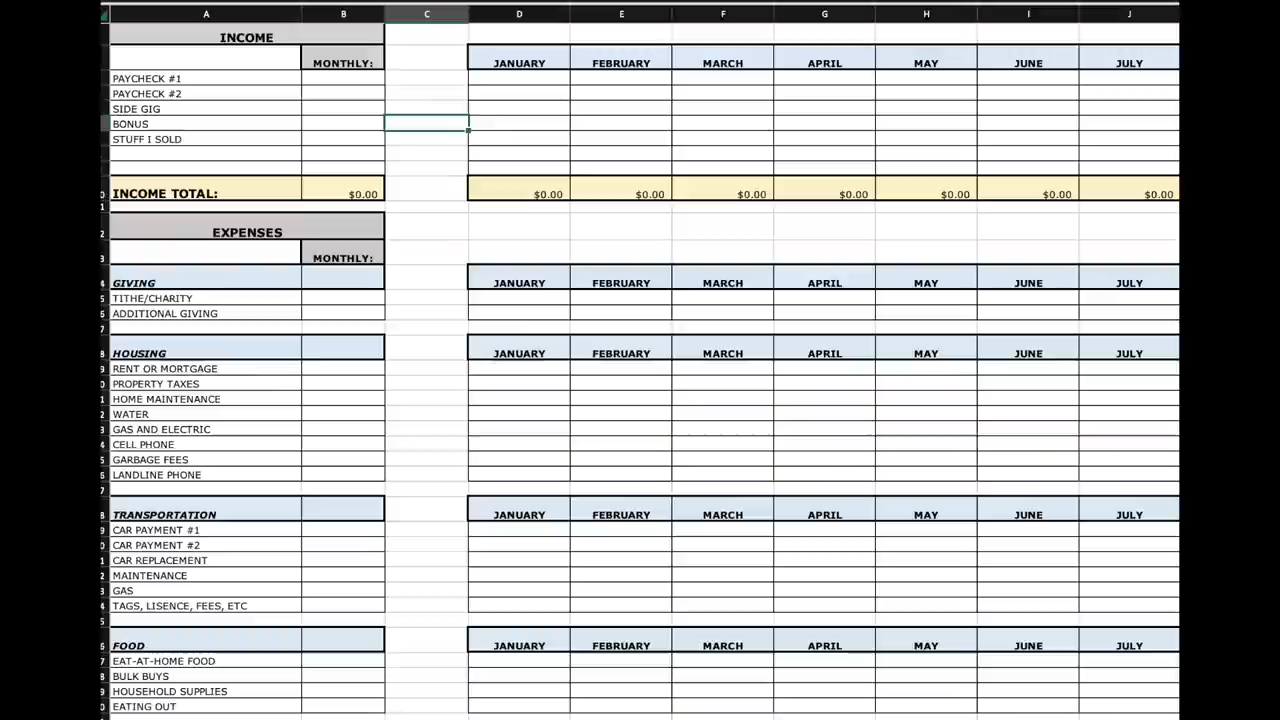 A B C D E F G H I J
INCOME
MONTHLY: JANUARY FEBRUARY MARCH APRIL MAY JUNE JULY
PAYCHECK #1
PAYCHECK #2
SIDE GIG
BONUS
STUFF I SOLD
INCOME TOTAL: $0.00 $0.00 $0.00 $0.00 $0.00 $0.00 $0.00 $0.00
EXPENSES
MONTHLY:
GIVING JANUARY FEBRUARY MARCH APRIL MAY JUNE JULY
TITHE/CHARITY
ADDITIONAL GIVING
HOUSING JANUARY FEBRUARY MARCH APRIL MAY JUNE JULY
RENT OR MORTGAGE
PROPERTY TAXES
HOME MAINTENANCE
WATER
GAS AND ELECTRIC
CELL PHONE
GARBAGE FEES
LANDLINE PHONE
TRANSPORTATION JANUARY FEBRUARY MARCH APRIL MAY JUNE JULY
CAR PAYMENT #1
CAR PAYMENT #2
CAR REPLACEMENT
MAINTENANCE
GAS
TAGS, LISENCE, FEES, ETC
FOOD JANUARY FEBRUARY MARCH APRIL MAY JUNE JULY
EAT-AT-HOME FOOD
BULK BUYS
HOUSEHOLD SUPPLIES
EATING OUT